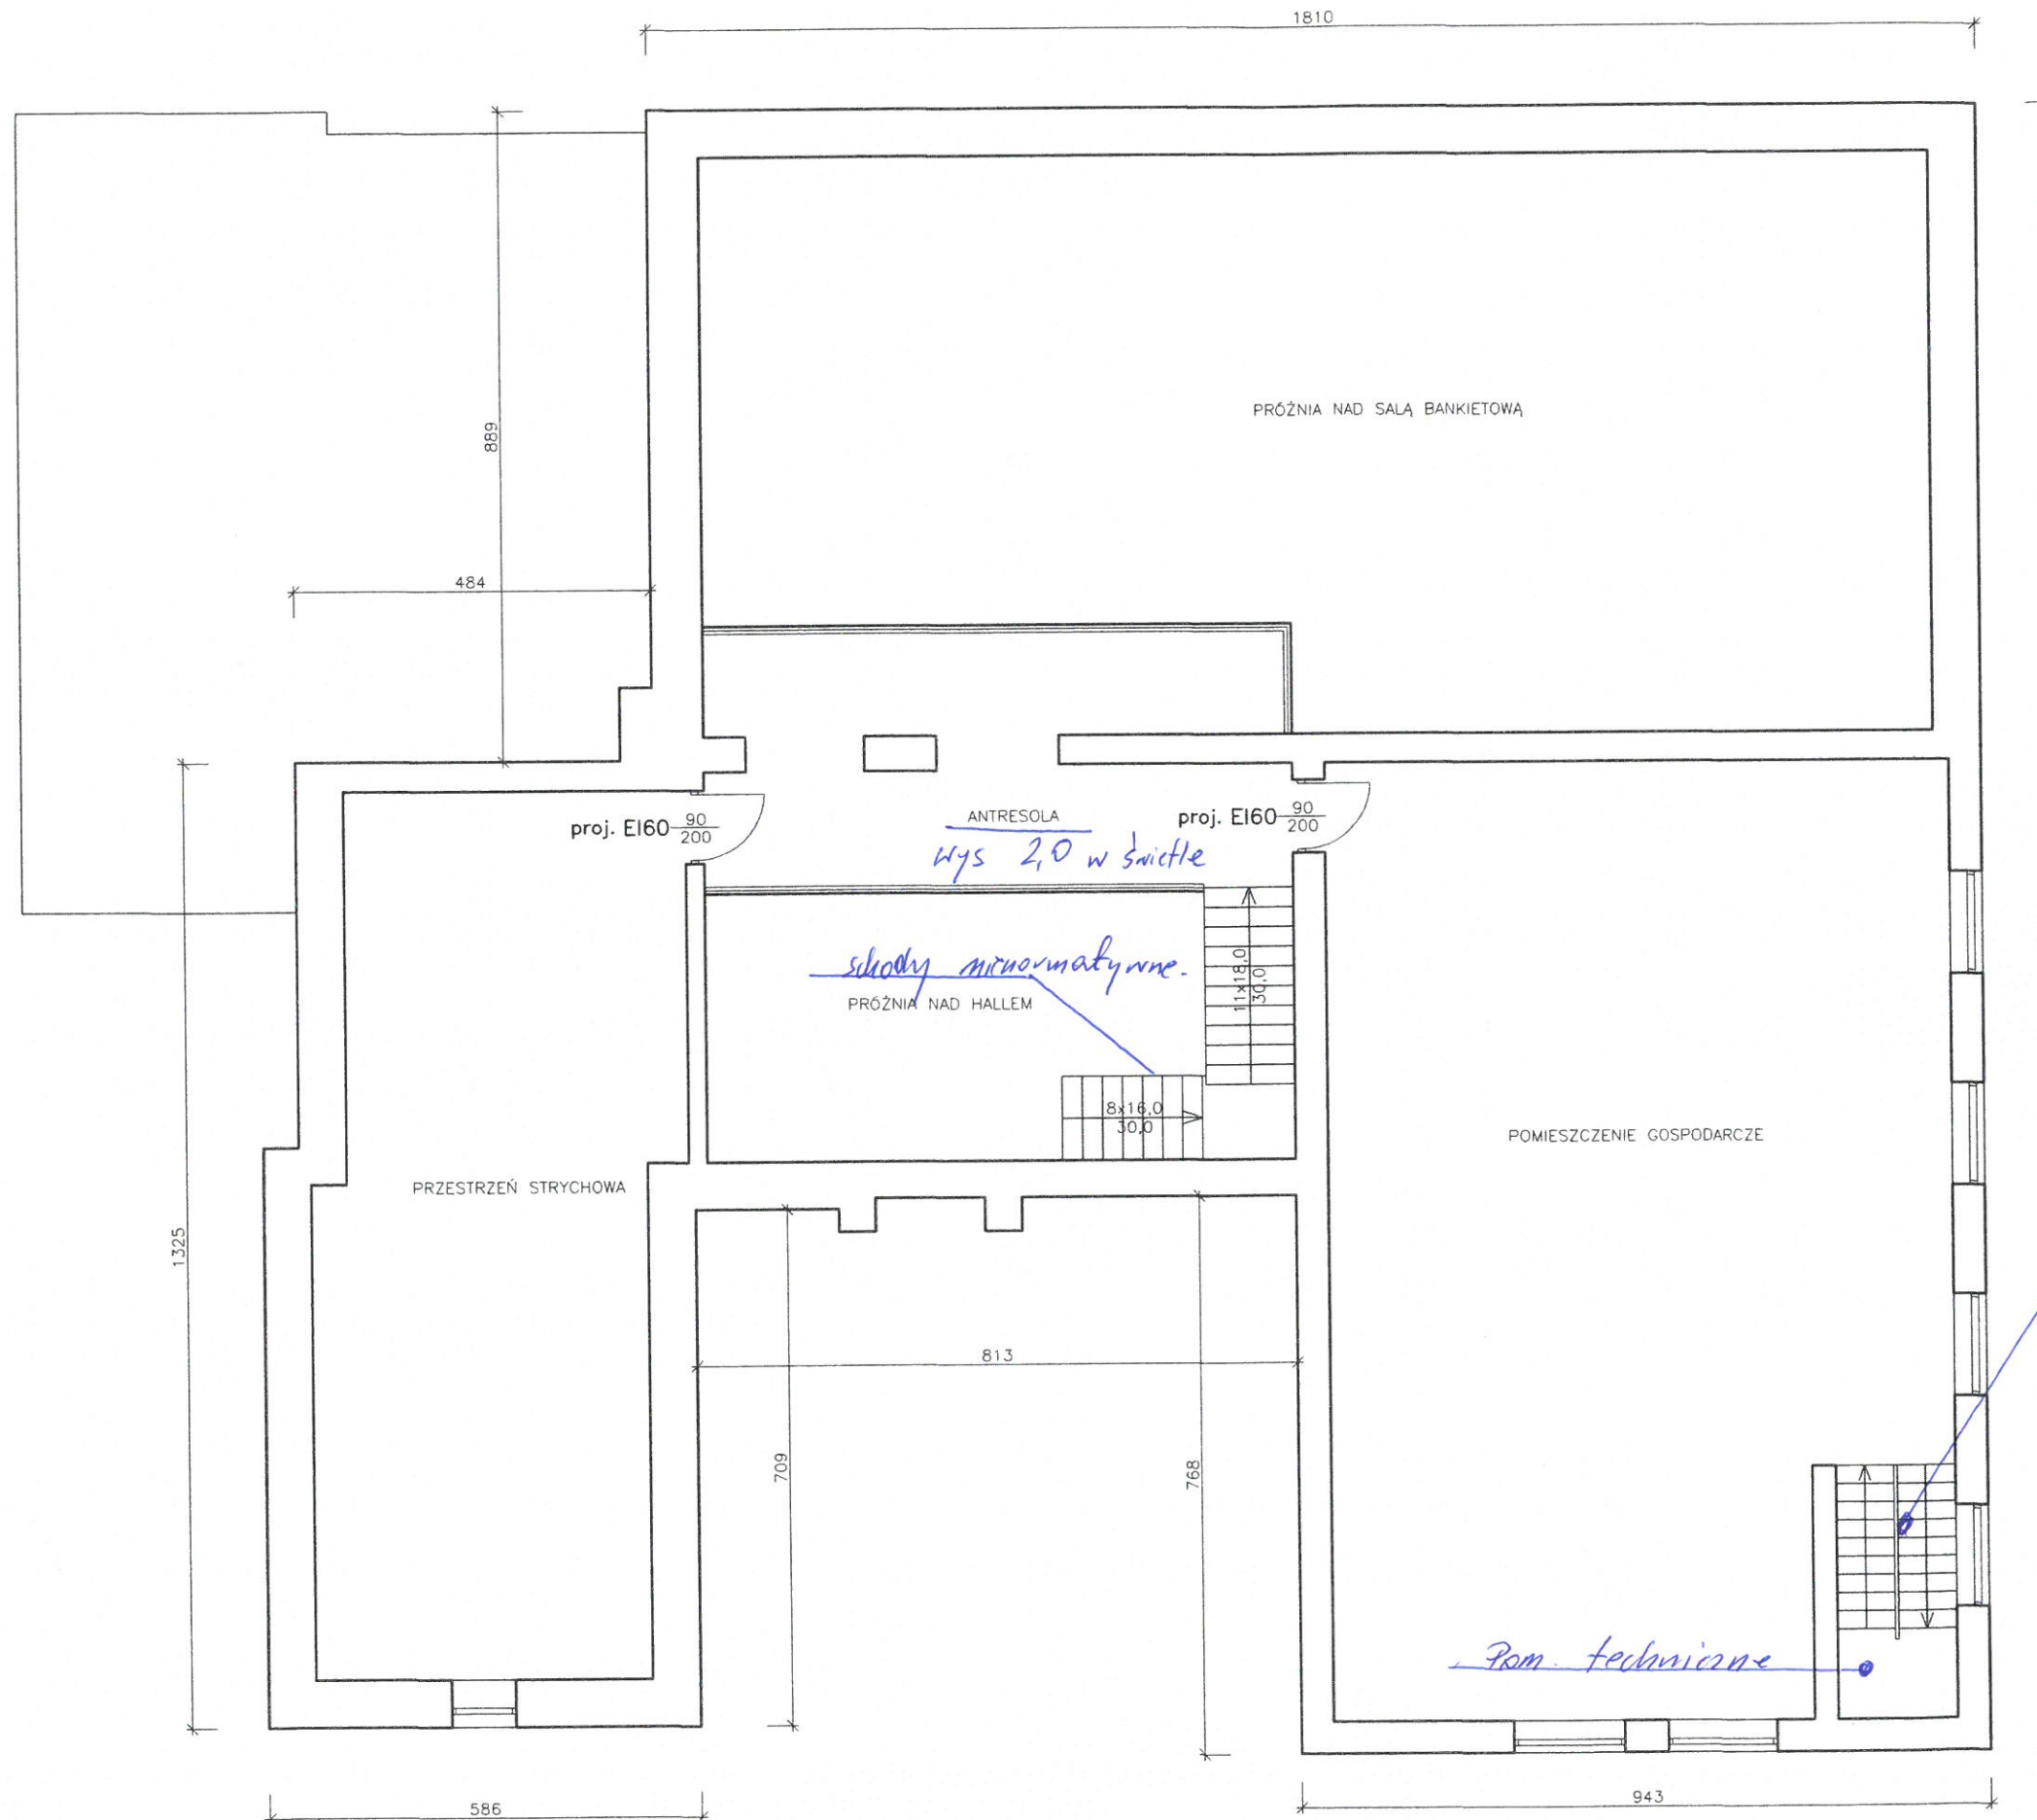 1810
889
PRÓŻNIA NAD SALĄ BANKIETOWĄ
484
proj. EI60 90
200
ANTRESOLA
wys 2,0 w świetle
proj. EI60 90
200
schody nienormatywne.
PRÓŻNIA NAD HALLEM
11x18,0
30,0
8x16,0
30,0
POMIESZCZENIE GOSPODARCZE
PRZESTRZEŃ STRYCHOWA
1325
813
709
768
Pom. techniczne
586
943